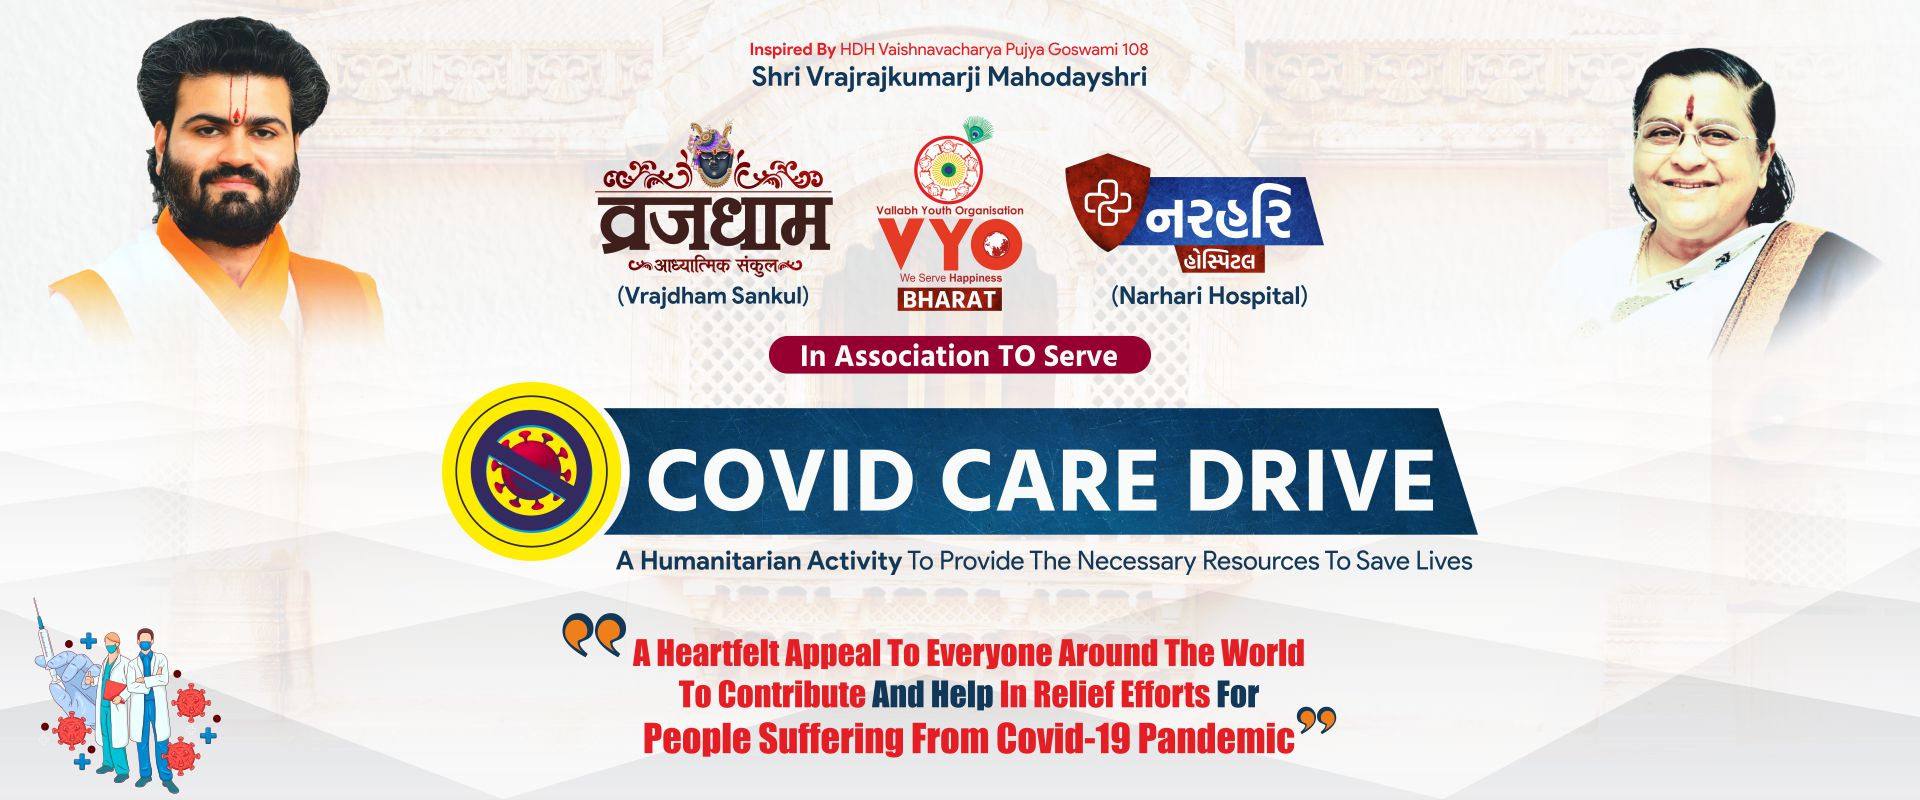 Inspired By HDH Vaishnavacharya Pujya Goswami 108
Shri Vrajrajkumarji Mahodayshri
व्रजधाम
आध्यात्मिक संकुल
(Vrajdham Sankul)
Vallabh Youth Organisation
VYO
We Serve Happiness
BHARAT
નરહરિ
હોસ્પિટલ
(Narhari Hospital)
In Association TO Serve
COVID CARE DRIVE
A Humanitarian Activity To Provide The Necessary Resources To Save Lives
"A Heartfelt Appeal To Everyone Around The World
To Contribute And Help In Relief Efforts For
People Suffering From Covid-19 Pandemic"